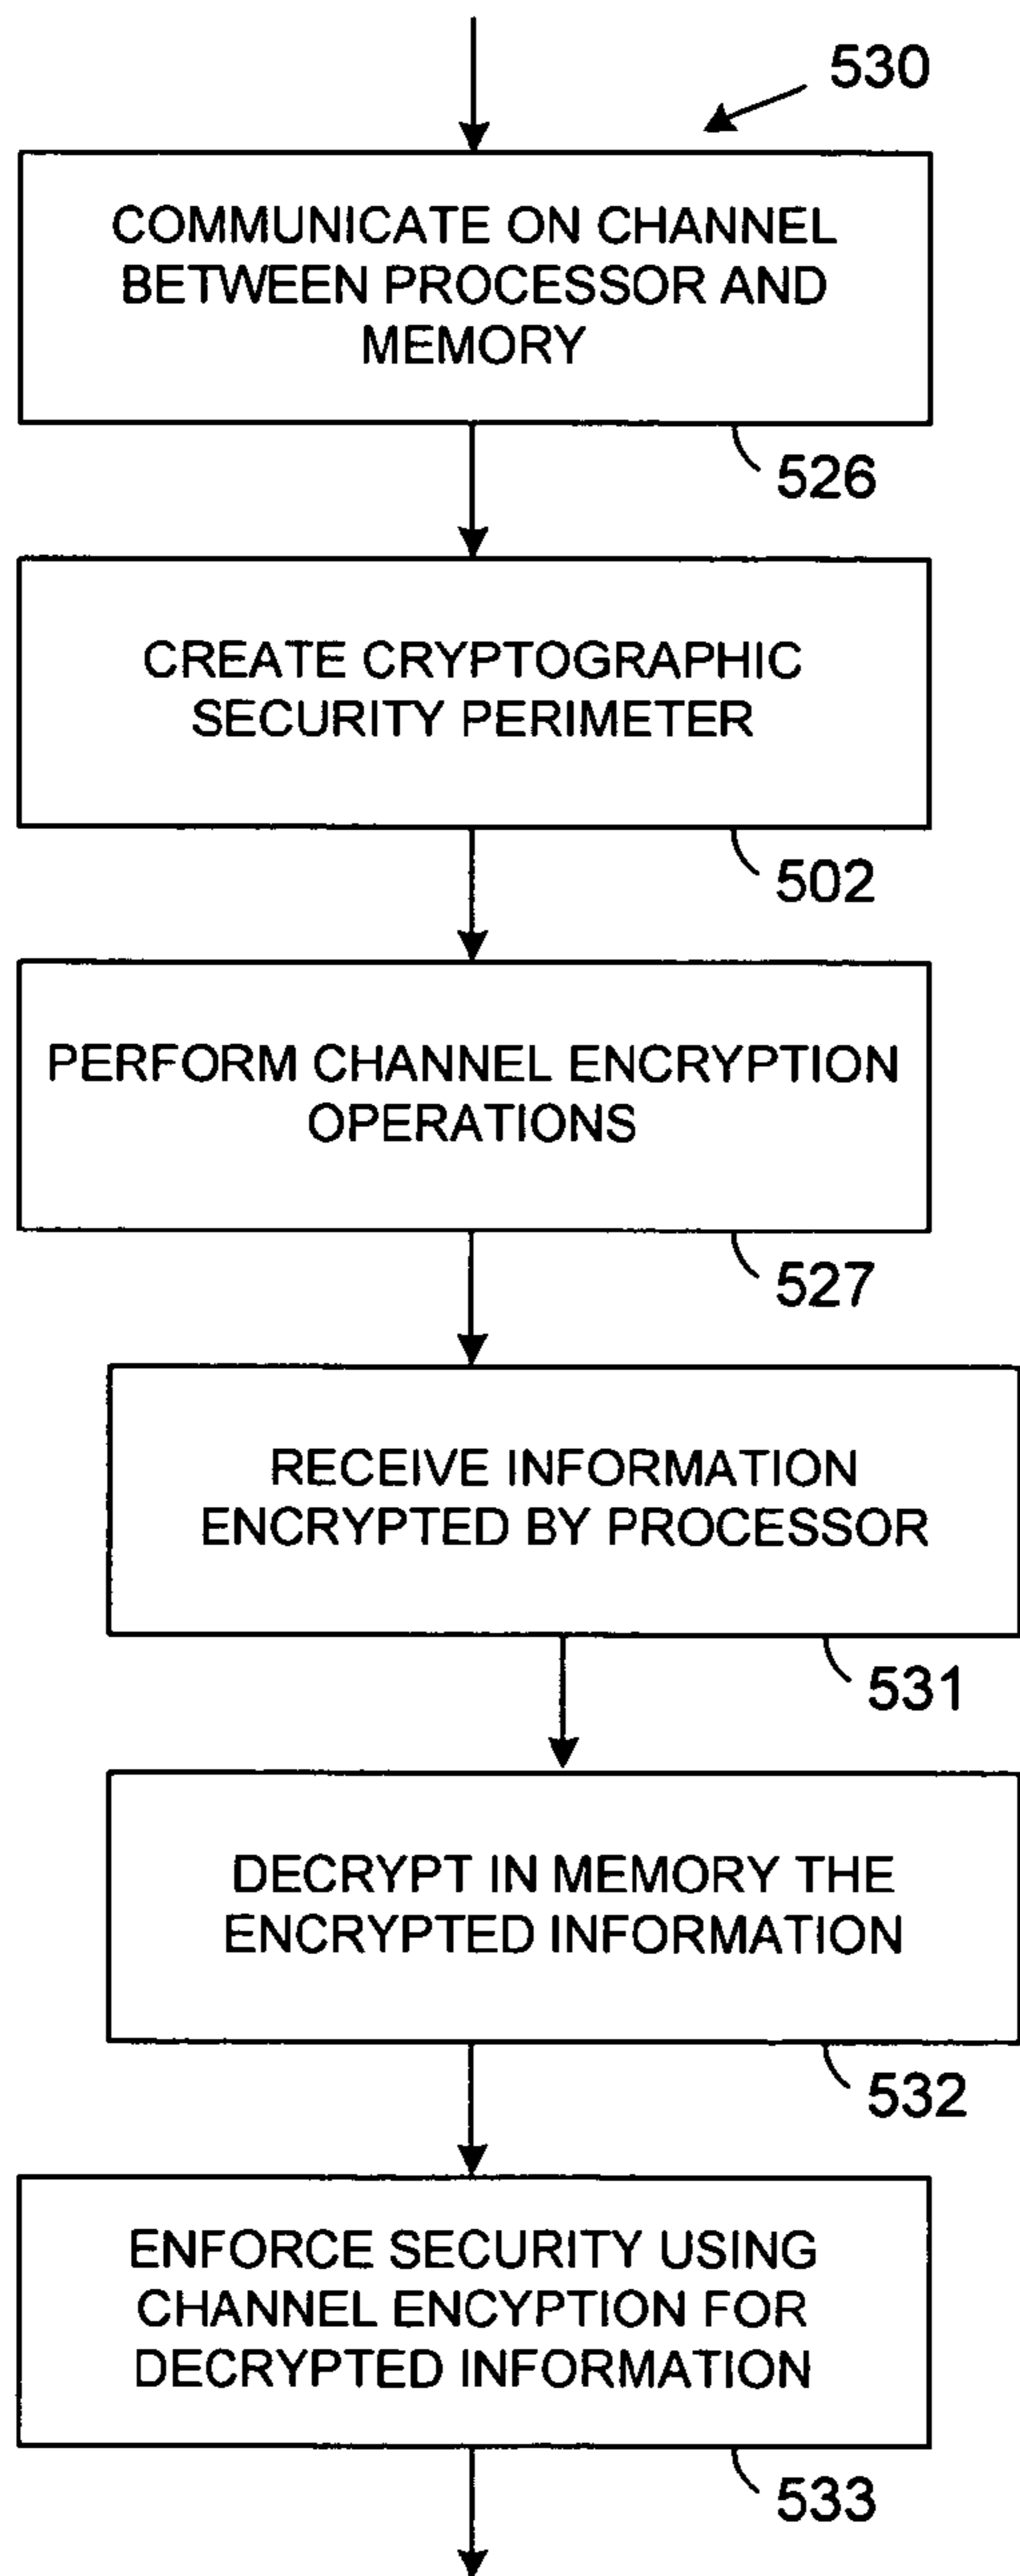 530
COMMUNICATE ON CHANNEL
BETWEEN PROCESSOR AND
MEMORY
526
CREATE CRYPTOGRAPHIC
SECURITY PERIMETER
502
PERFORM CHANNEL ENCRYPTION
OPERATIONS
527
RECEIVE INFORMATION
ENCRYPTED BY PROCESSOR
531
DECRYPT IN MEMORY THE
ENCRYPTED INFORMATION
532
ENFORCE SECURITY USING
CHANNEL ENCYPTION FOR
DECRYPTED INFORMATION
533